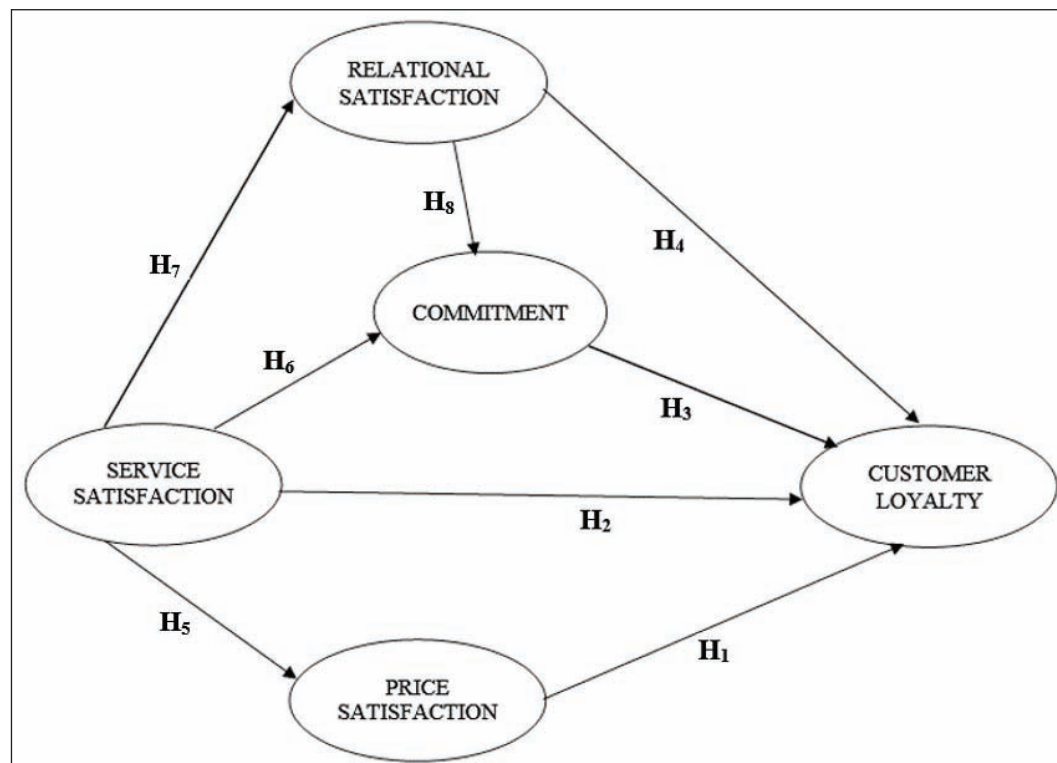 RELATIONAL
SATISFACTION
H₈
H₄
H₇
COMMITMENT
H₆
H₃
SERVICE
SATISFACTION
CUSTOMER
LOYALTY
H₂
H₅
H₁
PRICE
SATISFACTION